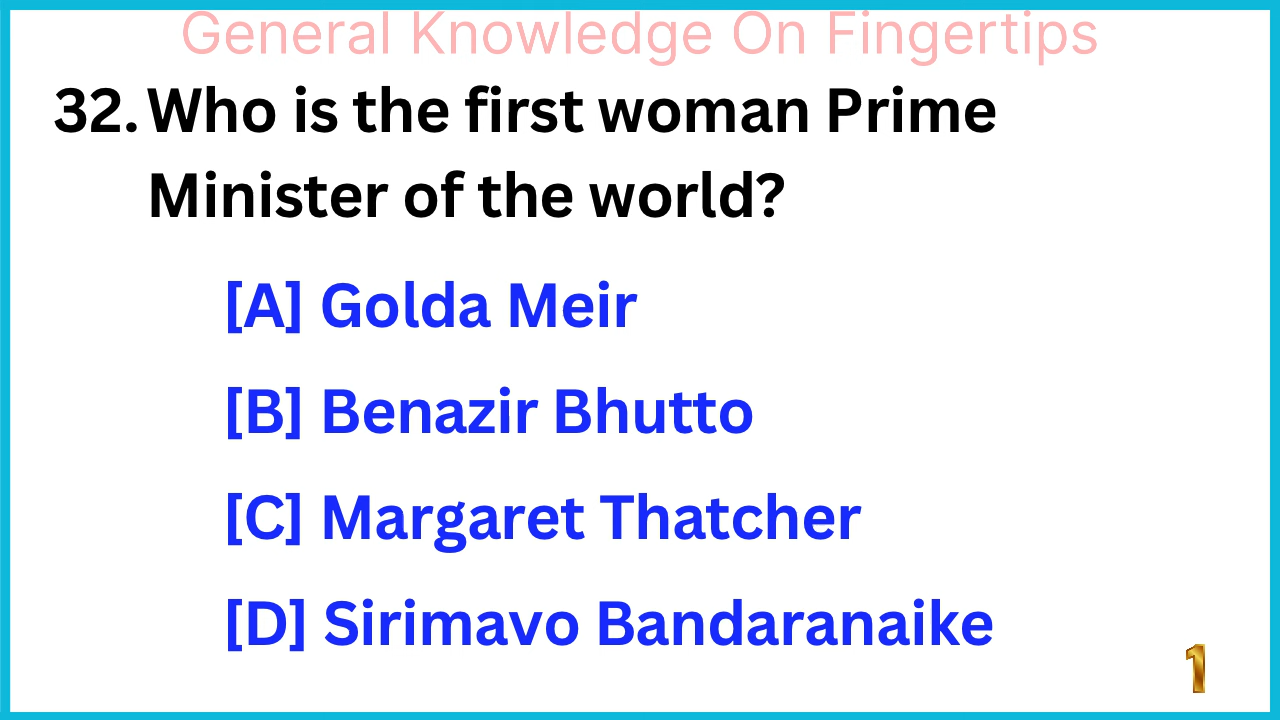 General Knowledge On Fingertips
32. Who is the first woman Prime
Minister of the world?
[A] Golda Meir
[B] Benazir Bhutto
[C] Margaret Thatcher
[D] Sirimavo Bandaranaike
1